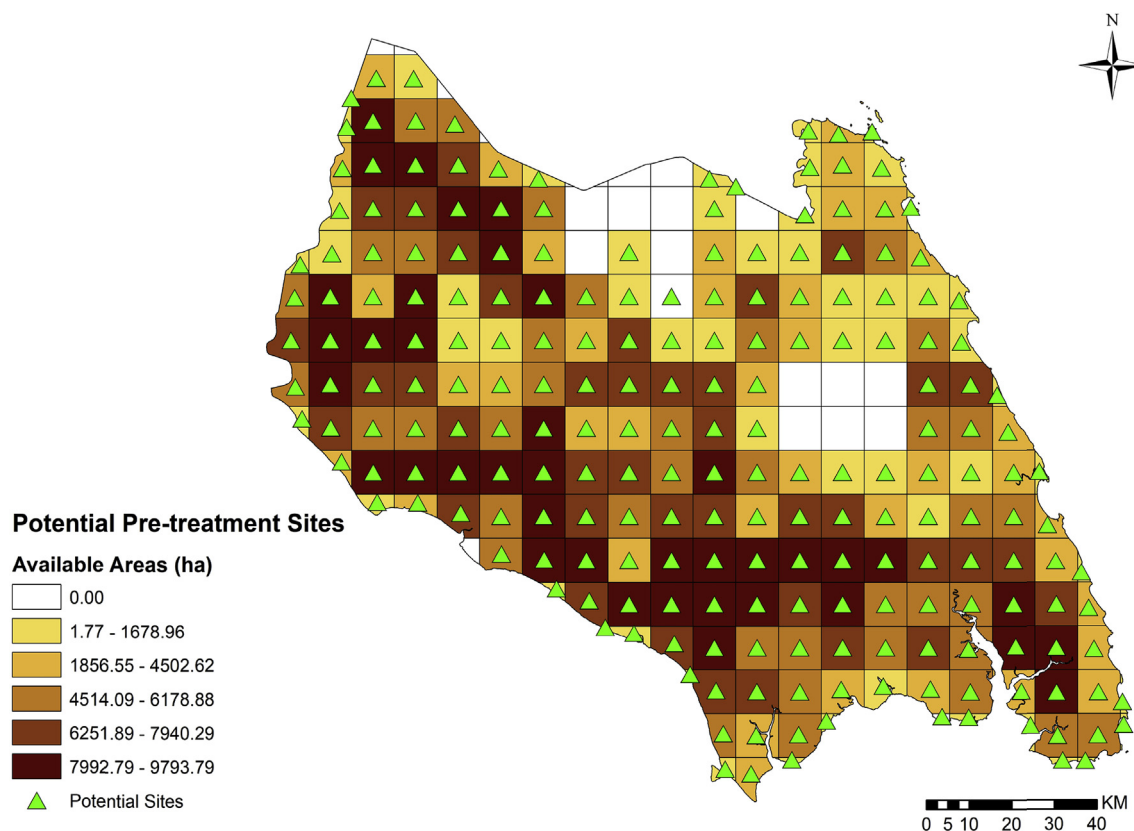 N
Potential Pre-treatment Sites
Available Areas (ha)
0.00
1.77 - 1678.96
1856.55 - 4502.62
4514.09 - 6178.88
6251.89 - 7940.29
7992.79 - 9793.79
Potential Sites
KM
0 5 10 20 30 40